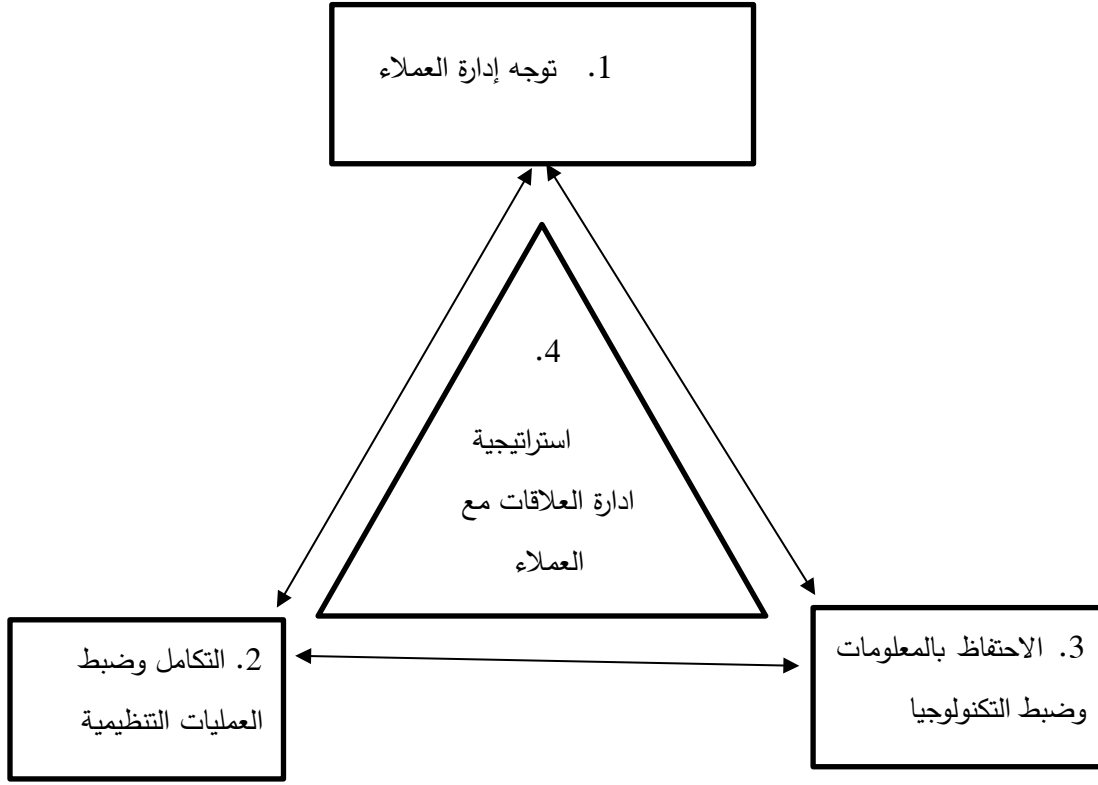 1. توجه إدارة العملاء
4.
استراتيجية
ادارة العلاقات مع
العملاء
2. التكامل وضبط
العمليات التنظيمية
3. الاحتفاظ بالمعلومات
وضبط التكنولوجيا